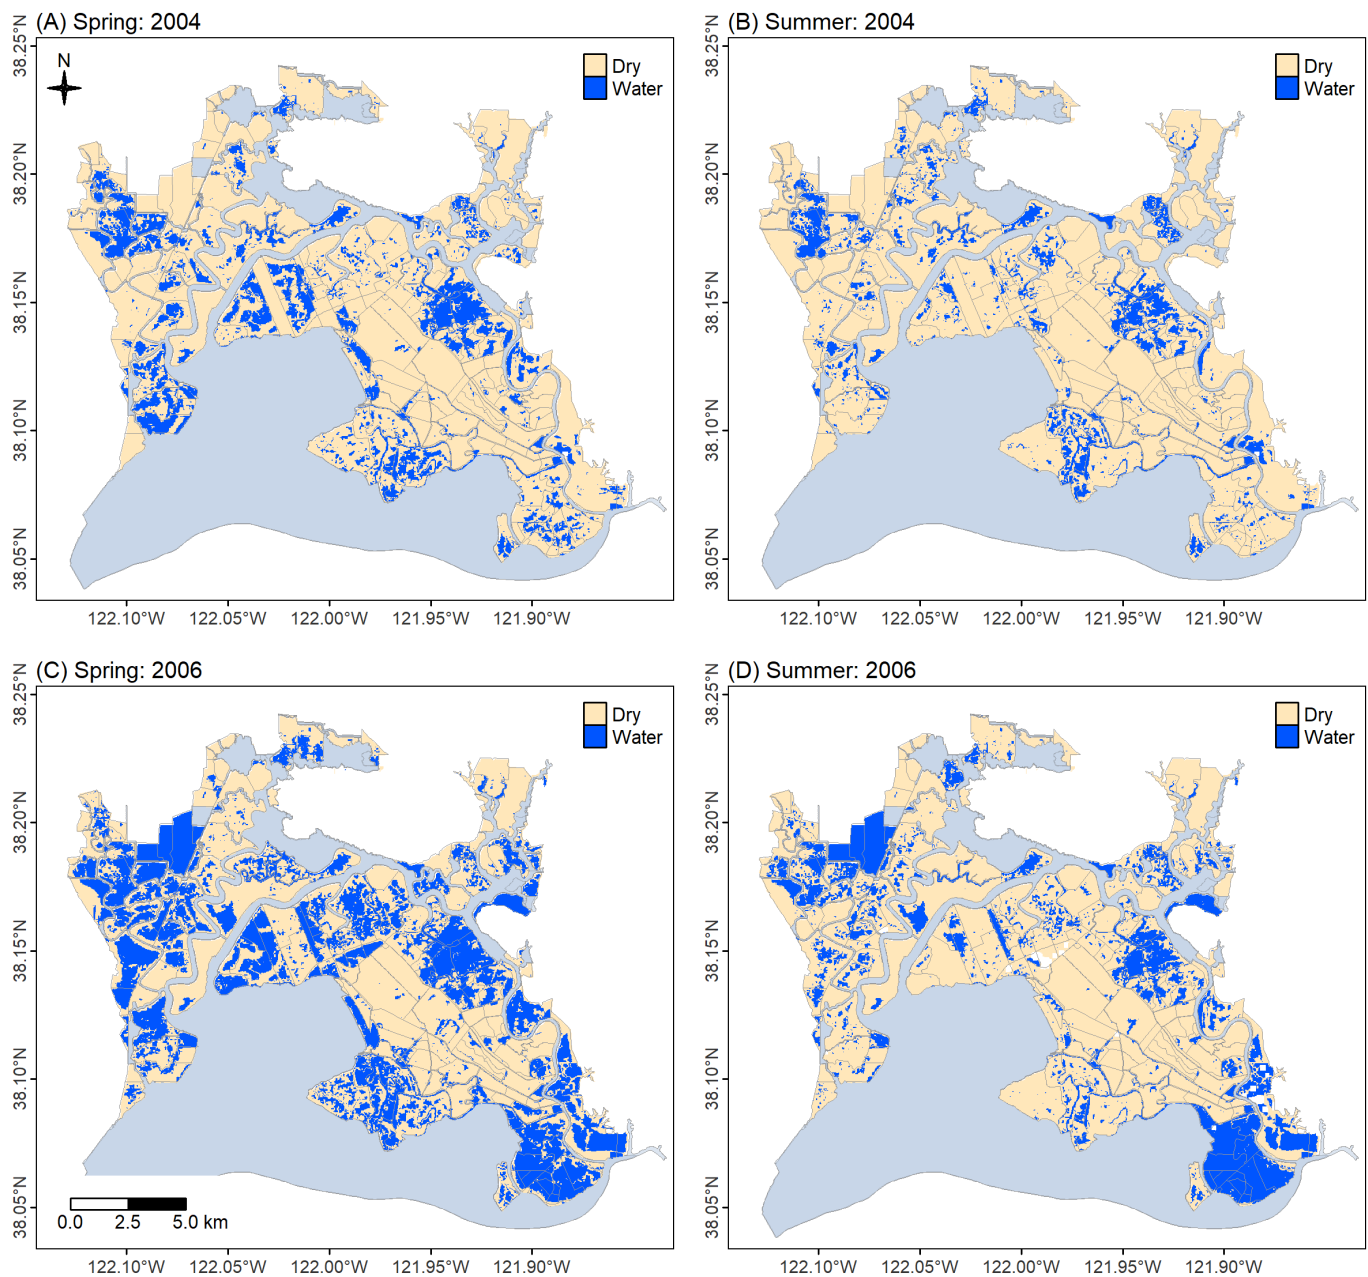 (A) Spring: 2004
N
Dry
Water
38.25°N
38.20°N
38.15°N
38.10°N
38.05°N
122.10°W 122.05°W 122.00°W 121.95°W 121.90°W
(B) Summer: 2004
Dry
Water
38.25°N
38.20°N
38.15°N
38.10°N
38.05°N
122.10°W 122.05°W 122.00°W 121.95°W 121.90°W
(C) Spring: 2006
Dry
Water
38.25°N
38.20°N
38.15°N
38.10°N
38.05°N
0.0 2.5 5.0 km
122.10°W 122.05°W 122.00°W 121.95°W 121.90°W
(D) Summer: 2006
Dry
Water
38.25°N
38.20°N
38.15°N
38.10°N
38.05°N
122.10°W 122.05°W 122.00°W 121.95°W 121.90°W